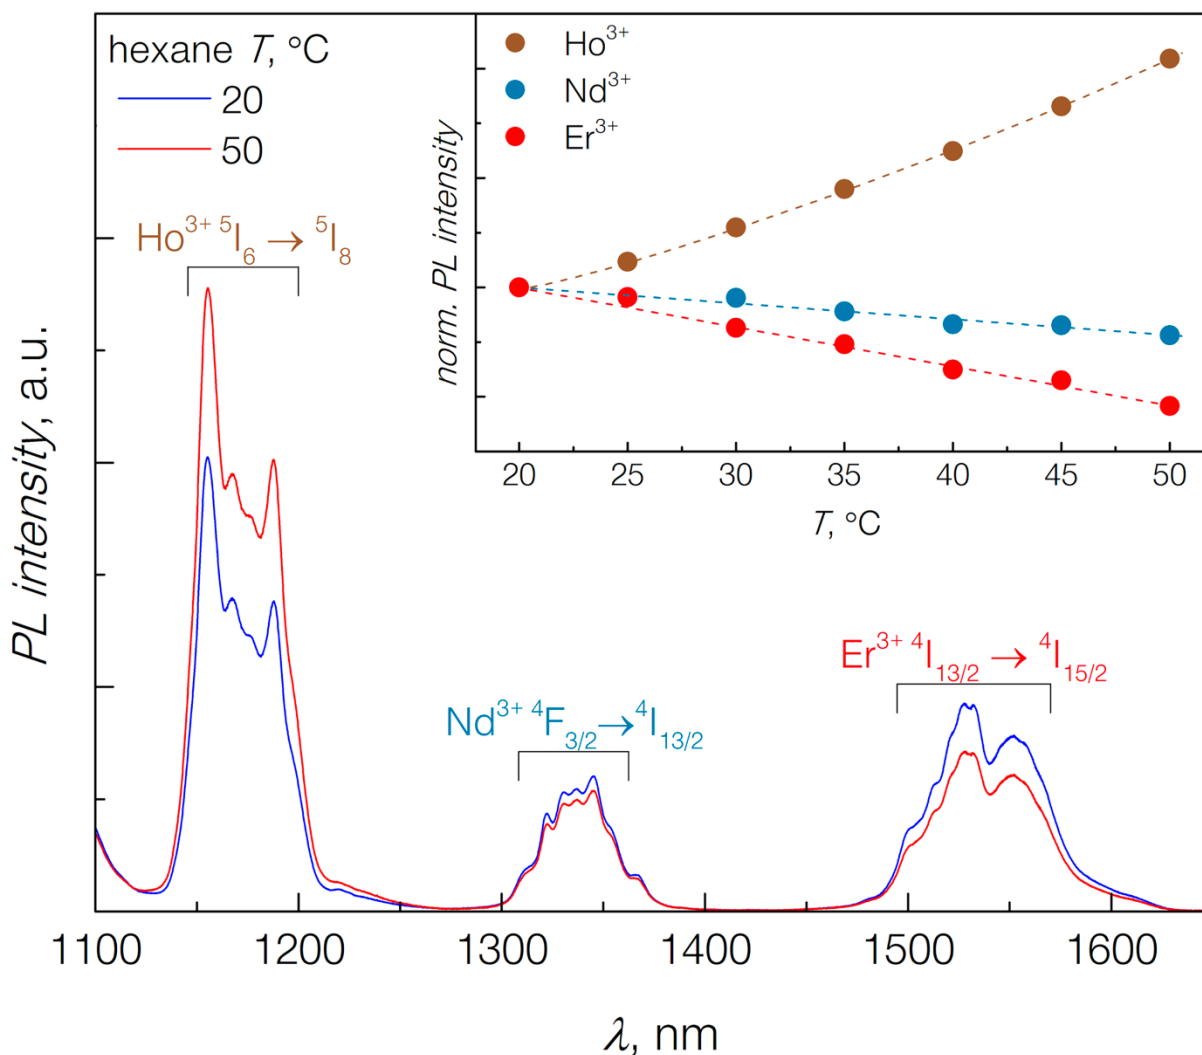 hexane T, °C
20
50
Ho³⁺ ⁵I₆ → ⁵I₈
Nd³⁺ ⁴F₃/₂ → ⁴I₁₃/₂
Er³⁺ ⁴I₁₃/₂ → ⁴I₁₅/₂
PL intensity, a.u.
1100 1200 1300 1400 1500 1600
λ, nm
Ho³⁺
Nd³⁺
Er³⁺
norm. PL intensity
20 25 30 35 40 45 50
T, °C